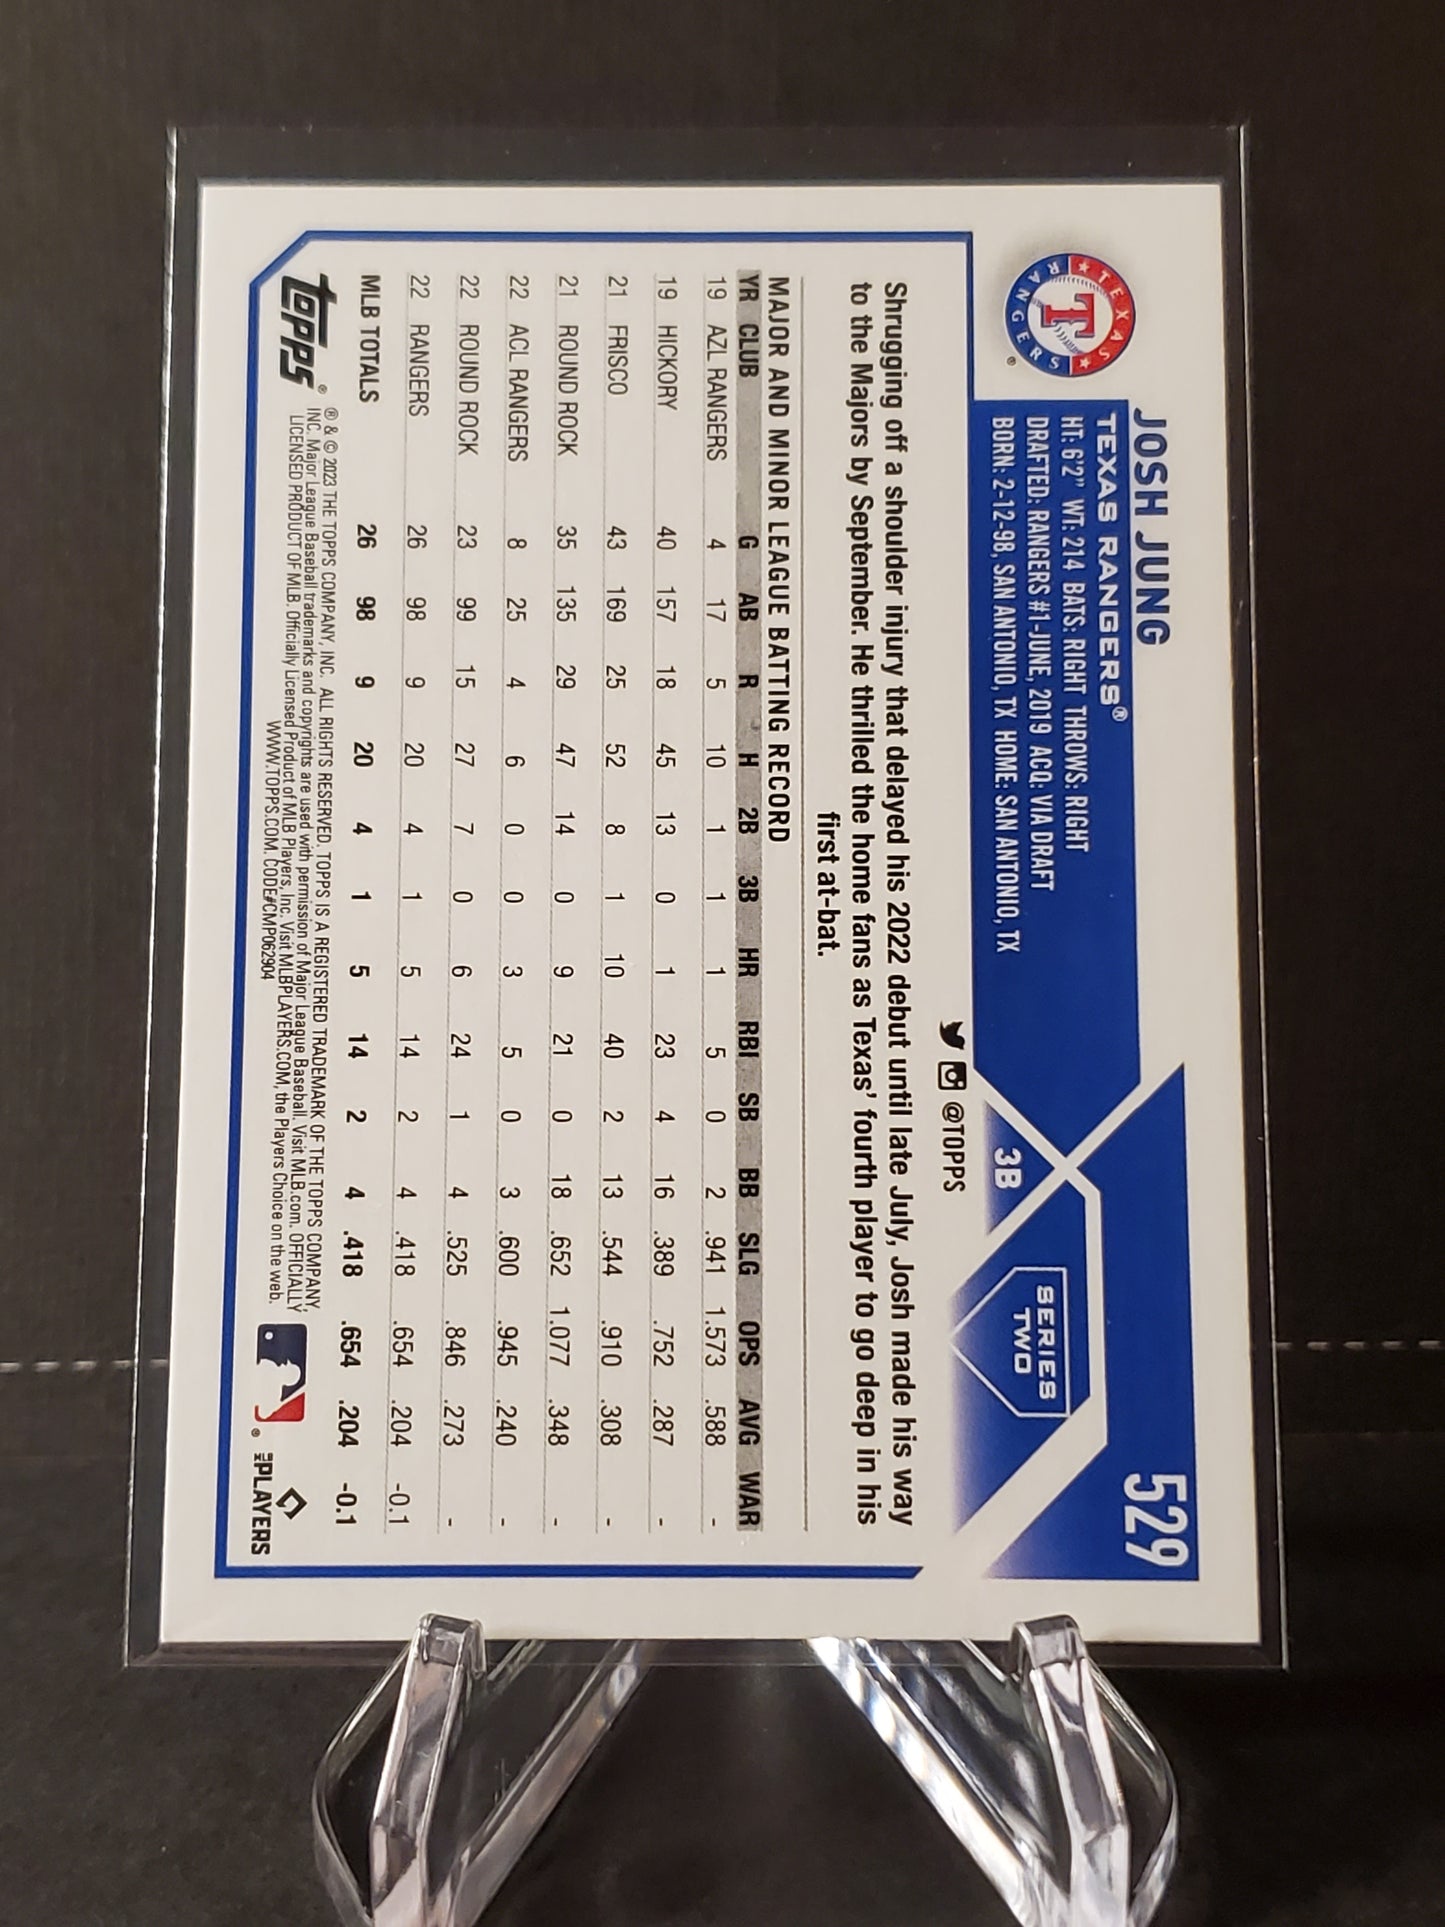 529
JOSH JUNG
TEXAS RANGERS®
HT: 6'2" WT: 214 BATS: RIGHT THROWS: RIGHT
DRAFTED: RANGERS #1-JUNE, 2019 ACQ: VIA DRAFT
BORN: 2-12-98, SAN ANTONIO, TX HOME: SAN ANTONIO, TX
TEXAS RANGERS
T
®
SERIES
TWO
3B
@TOPPS
Shrugging off a shoulder injury that delayed his 2022 debut until late July, Josh made his way
to the Majors by September. He thrilled the home fans as Texas' fourth player to go deep in his
first at-bat.
MAJOR AND MINOR LEAGUE BATTING RECORD
YR CLUB G AB R H 2B 3B HR RBI SB BB SLG OPS AVG WAR
19 AZL RANGERS 4 17 5 10 1 1 1 5 0 2 .941 1.573 .588 -
19 HICKORY 40 157 18 45 13 0 1 23 4 16 .389 .752 .287 -
21 FRISCO 43 169 25 52 8 1 10 40 2 13 .544 .910 .308 -
21 ROUND ROCK 35 135 29 47 14 0 9 21 0 18 .652 1.077 .348 -
22 ACL RANGERS 8 25 4 6 0 0 3 5 0 3 .600 .945 .240 -
22 ROUND ROCK 23 99 15 27 7 0 6 24 1 4 .525 .846 .273 -
22 RANGERS 26 98 9 20 4 1 5 14 2 4 .418 .654 .204 -0.1
MLB TOTALS 26 98 9 20 4 1 5 14 2 4 .418 .654 .204 -0.1
topps®
® & © 2023 THE TOPPS COMPANY, INC. ALL RIGHTS RESERVED. TOPPS IS A REGISTERED TRADEMARK OF THE TOPPS COMPANY,
INC. Major League Baseball trademarks and copyrights are used with permission of Major League Baseball. Visit MLB.com. OFFICIALLY
LICENSED PRODUCT OF MLB. Officially Licensed Product of MLB Players, Inc. Visit MLBPLAYERS.COM, the Players Choice on the web.
WWW.TOPPS.COM. CODE#CMP062904
®
MLB PLAYERS